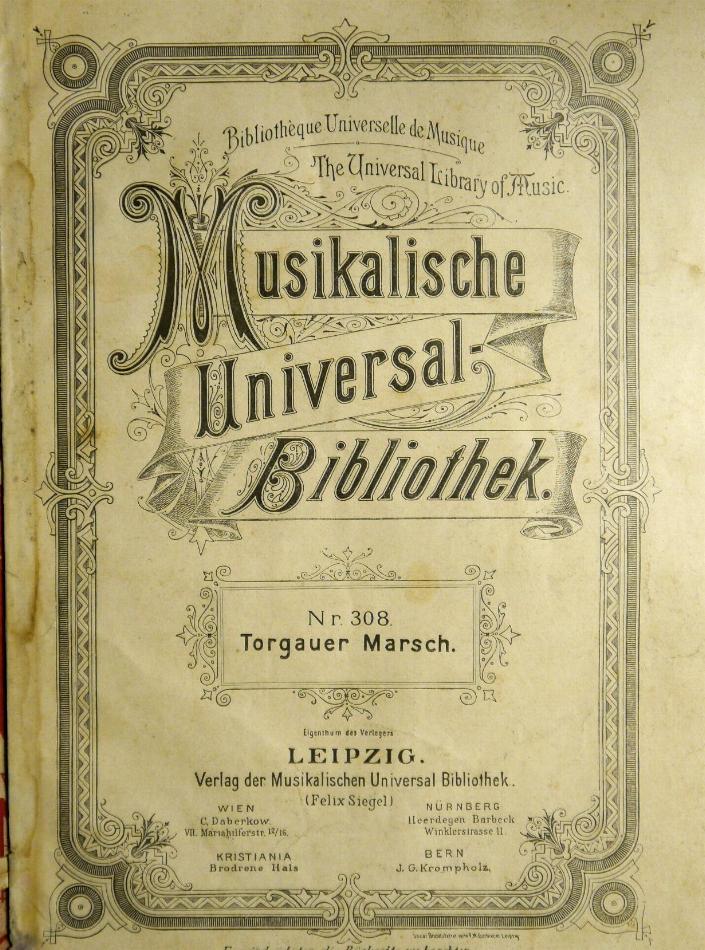 Bibliothèque Universelle de Musique
The Universal Library of Music.
Musikalische
Universal-
Bibliothek.
Nr. 308.
Torgauer Marsch.
Eigenthum des Verlegers
LEIPZIG.
Verlag der Musikalischen Universal Bibliothek.
(Felix Siegel)
WIEN
C. Daberkow.
VII. Mariahilferstr. 12/16.
NÜRNBERG
Heerdegen Barbeck
Winklerstrasse 11.
KRISTIANIA
Brodrene Hals
BERN
J. G. Krompholz.